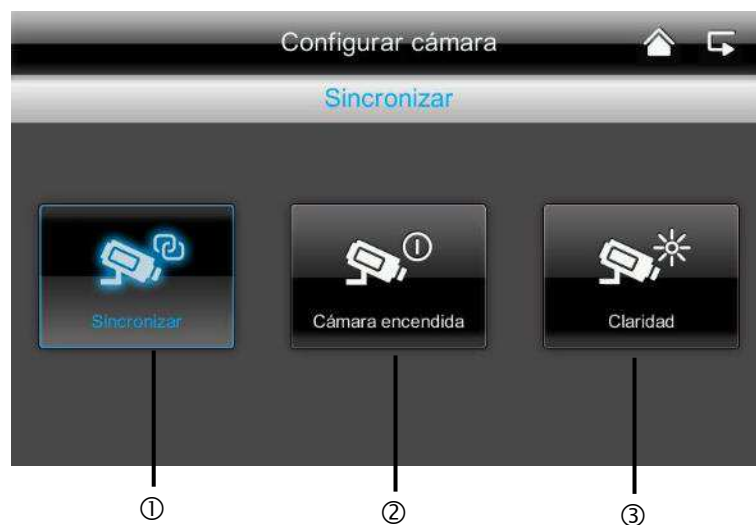 Configurar cámara
Sincronizar
Sincronizar Cámara encendida Claridad
① ② ③